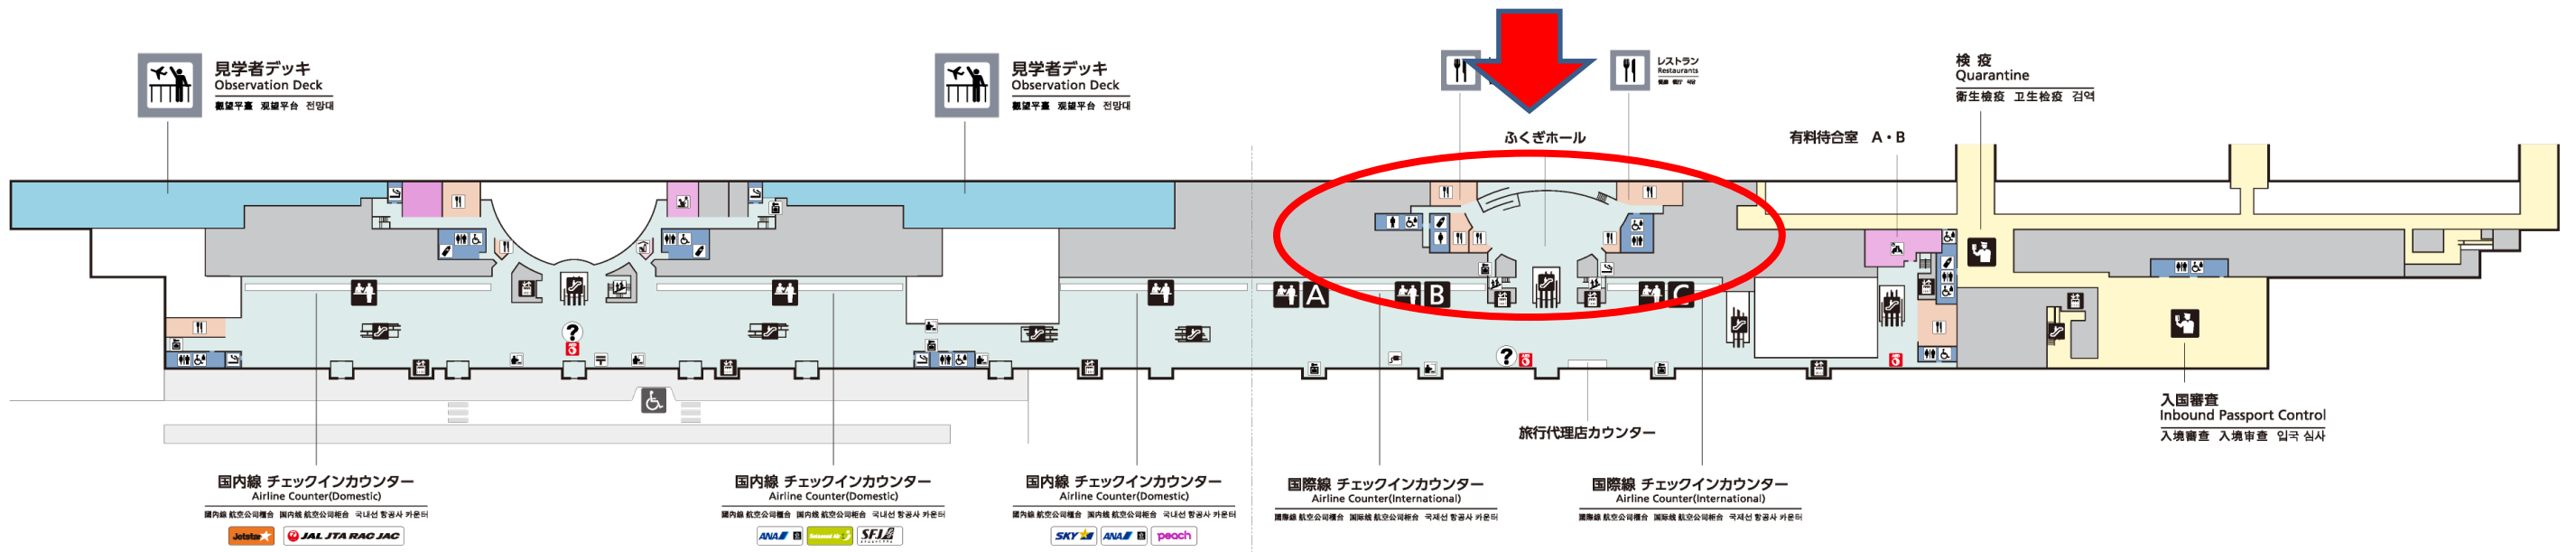 見学者デッキ
Observation Deck
觀望平臺 观望平台 전망대
見学者デッキ
Observation Deck
觀望平臺 观望平台 전망대
レストラン
Restaurants
ふくぎホール
有料待合室 A・B
検疫
Quarantine
衛生檢疫 卫生检疫 검역
A
B
C
?
?
旅行代理店カウンター
入国審査
Inbound Passport Control
入境審査 入境审查 입국 심사
国内線 チェックインカウンター
Airline Counter(Domestic)
國內線 航空公司櫃台 国内线 航空公司柜台 국내선 항공사 카운터
Jetstar
JAL JTA RAC JAC
国内線 チェックインカウンター
Airline Counter(Domestic)
國內線 航空公司櫃台 国内线 航空公司柜台 국내선 항공사 카운터
ANA
SFJ
国内線 チェックインカウンター
Airline Counter(Domestic)
國內線 航空公司櫃台 国内线 航空公司柜台 국내선 항공사 카운터
SKY ANA peach
国際線 チェックインカウンター
Airline Counter(International)
國際線 航空公司櫃台 国际线 航空公司柜台 국제선 항공사 카운터
国際線 チェックインカウンター
Airline Counter(International)
國際線 航空公司櫃台 国际线 航空公司柜台 국제선 항공사 카운터